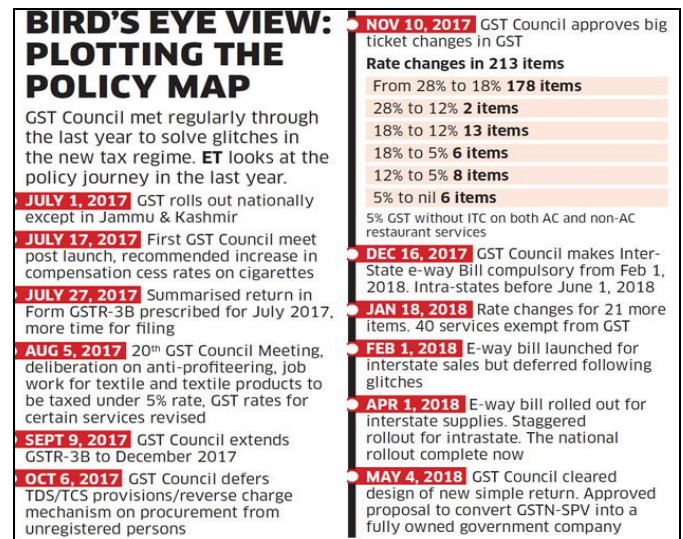 BIRD'S EYE VIEW:
PLOTTING THE
POLICY MAP
GST Council met regularly through
the last year to solve glitches in
the new tax regime. ET looks at the
policy journey in the last year.
JULY 1, 2017 GST rolls out nationally
except in Jammu & Kashmir
JULY 17, 2017 First GST Council meet
post launch, recommended increase in
compensation cess rates on cigarettes
JULY 27, 2017 Summarised return in
Form GSTR-3B prescribed for July 2017,
more time for filing
AUG 5, 2017 20th GST Council Meeting,
deliberation on anti-profiteering, job
work for textile and textile products to
be taxed under 5% rate, GST rates for
certain services revised
SEPT 9, 2017 GST Council extends
GSTR-3B to December 2017
OCT 6, 2017 GST Council defers
TDS/TCS provisions/reverse charge
mechanism on procurement from
unregistered persons
NOV 10, 2017 GST Council approves big
ticket changes in GST
Rate changes in 213 items
From 28% to 18% 178 items
28% to 12% 2 items
18% to 12% 13 items
18% to 5% 6 items
12% to 5% 8 items
5% to nil 6 items
5% GST without ITC on both AC and non-AC
restaurant services
DEC 16, 2017 GST Council makes Inter-
State e-way Bill compulsory from Feb 1,
2018. Intra-states before June 1, 2018
JAN 18, 2018 Rate changes for 21 more
items. 40 services exempt from GST
FEB 1, 2018 E-way bill launched for
interstate sales but deferred following
glitches
APR 1, 2018 E-way bill rolled out for
interstate supplies. Staggered
rollout for intrastate. The national
rollout complete now
MAY 4, 2018 GST Council cleared
design of new simple return. Approved
proposal to convert GSTN-SPV into a
fully owned government company